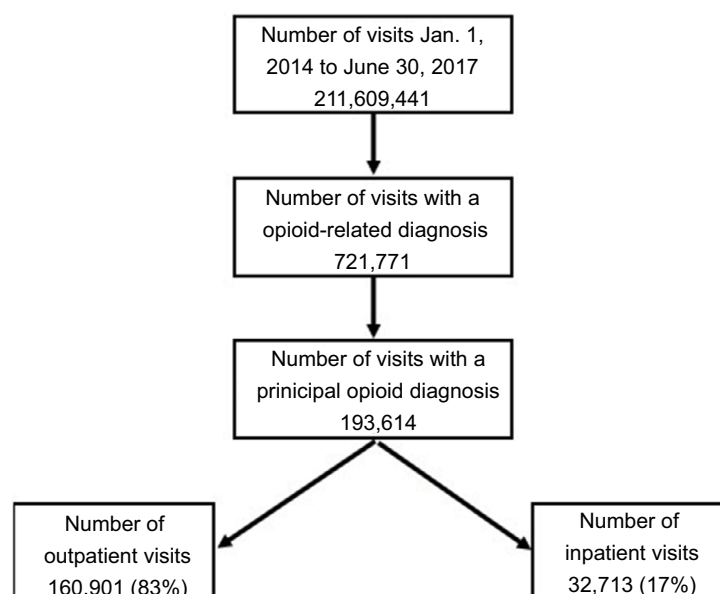 Number of visits Jan. 1,
2014 to June 30, 2017
211,609,441
Number of visits with a
opioid-related diagnosis
721,771
Number of visits with a
prinicipal opioid diagnosis
193,614
Number of
outpatient visits
160,901 (83%)
Number of
inpatient visits
32,713 (17%)